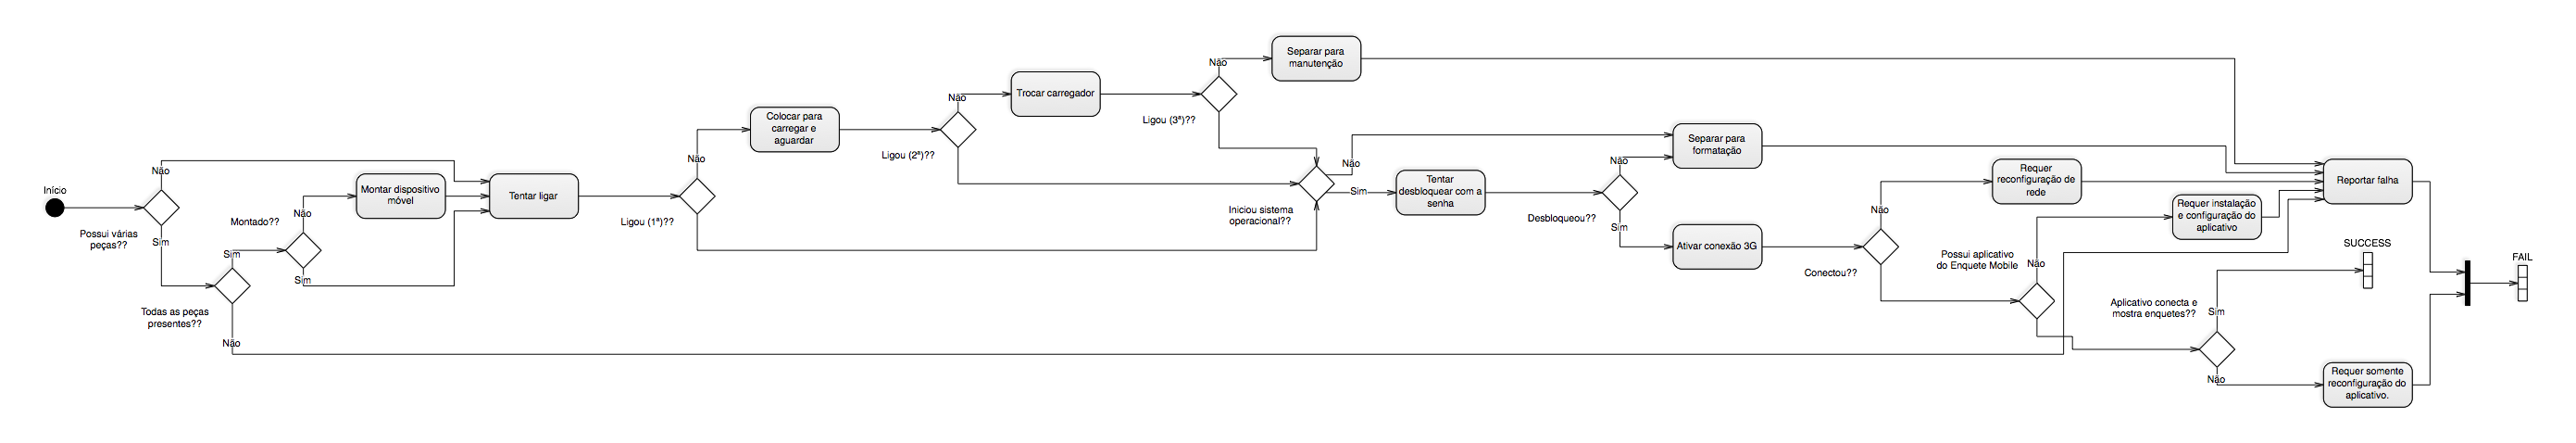 Início
Não
Possui várias
peças??
Sim
Sim
Todas as peças
presentes??
Não
Montado??
Não
Sim
Montar dispositivo
móvel
Tentar ligar
Ligou (1ª)??
Não
Colocar para
carregar e
aguardar
Ligou (2ª)??
Não
Trocar carregador
Ligou (3ª)??
Não
Separar para
manutenção
Iniciou sistema
operacional??
Não
Sim
Tentar
desbloquear com a
senha
Desbloqueou??
Não
Sim
Separar para
formatação
Ativar conexão 3G
Conectou??
Não
Requer
reconfiguração de
rede
Possui aplicativo
do Enquete Mobile
Não
Requer instalação
e configuração do
aplicativo
Aplicativo conecta e
mostra enquetes??
Sim
Não
Requer somente
reconfiguração do
aplicativo.
Reportar falha
SUCCESS
FAIL